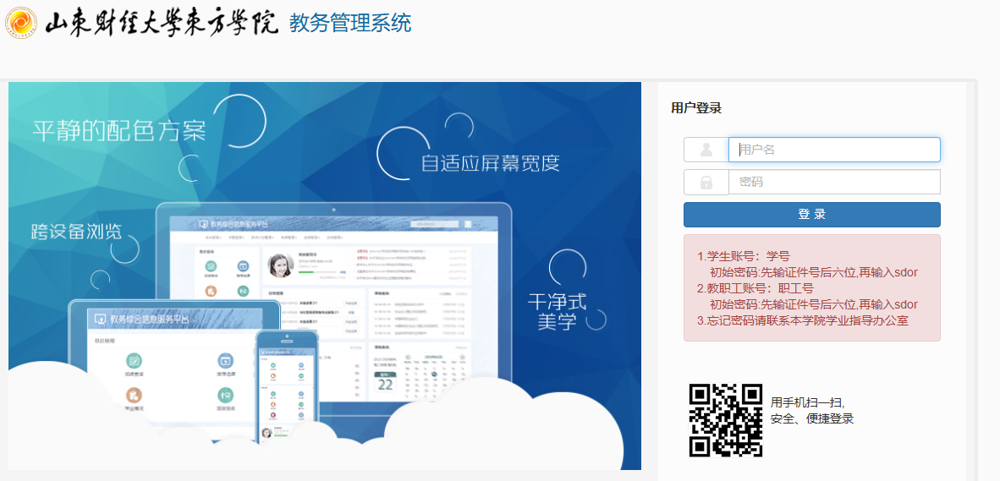 山东财经大學东方學院 教务管理系统
平静的配色方案
自适应屏幕宽度
跨设备浏览
干净式
美学
教务综合信息服务平台
教务综合信息服务平台
22
用户登录
用户名
密码
登 录
1.学生账号：学号
初始密码:先输证件号后六位,再输入sdor
2.教职工账号：职工号
初始密码:先输证件号后六位,再输入sdor
3.忘记密码请联系本学院学业指导办公室
用手机扫一扫,
安全、便捷登录